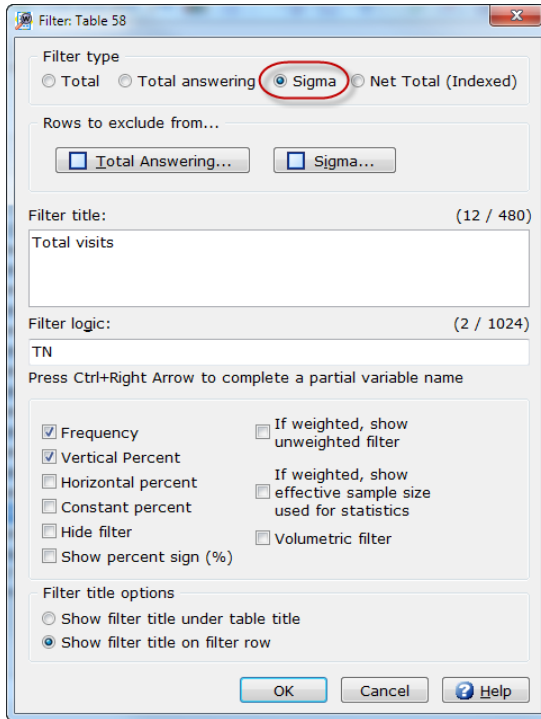 Filter: Table 58
Filter type
Total Total answering Sigma Net Total (Indexed)
Rows to exclude from...
Total Answering... Sigma...
Filter title: (12 / 480)
Total visits
Filter logic: (2 / 1024)
TN
Press Ctrl+Right Arrow to complete a partial variable name
Frequency
Vertical Percent
Horizontal percent
Constant percent
Hide filter
Show percent sign (%)
If weighted, show
unweighted filter
If weighted, show
effective sample size
used for statistics
Volumetric filter
Filter title options
Show filter title under table title
Show filter title on filter row
OK Cancel Help